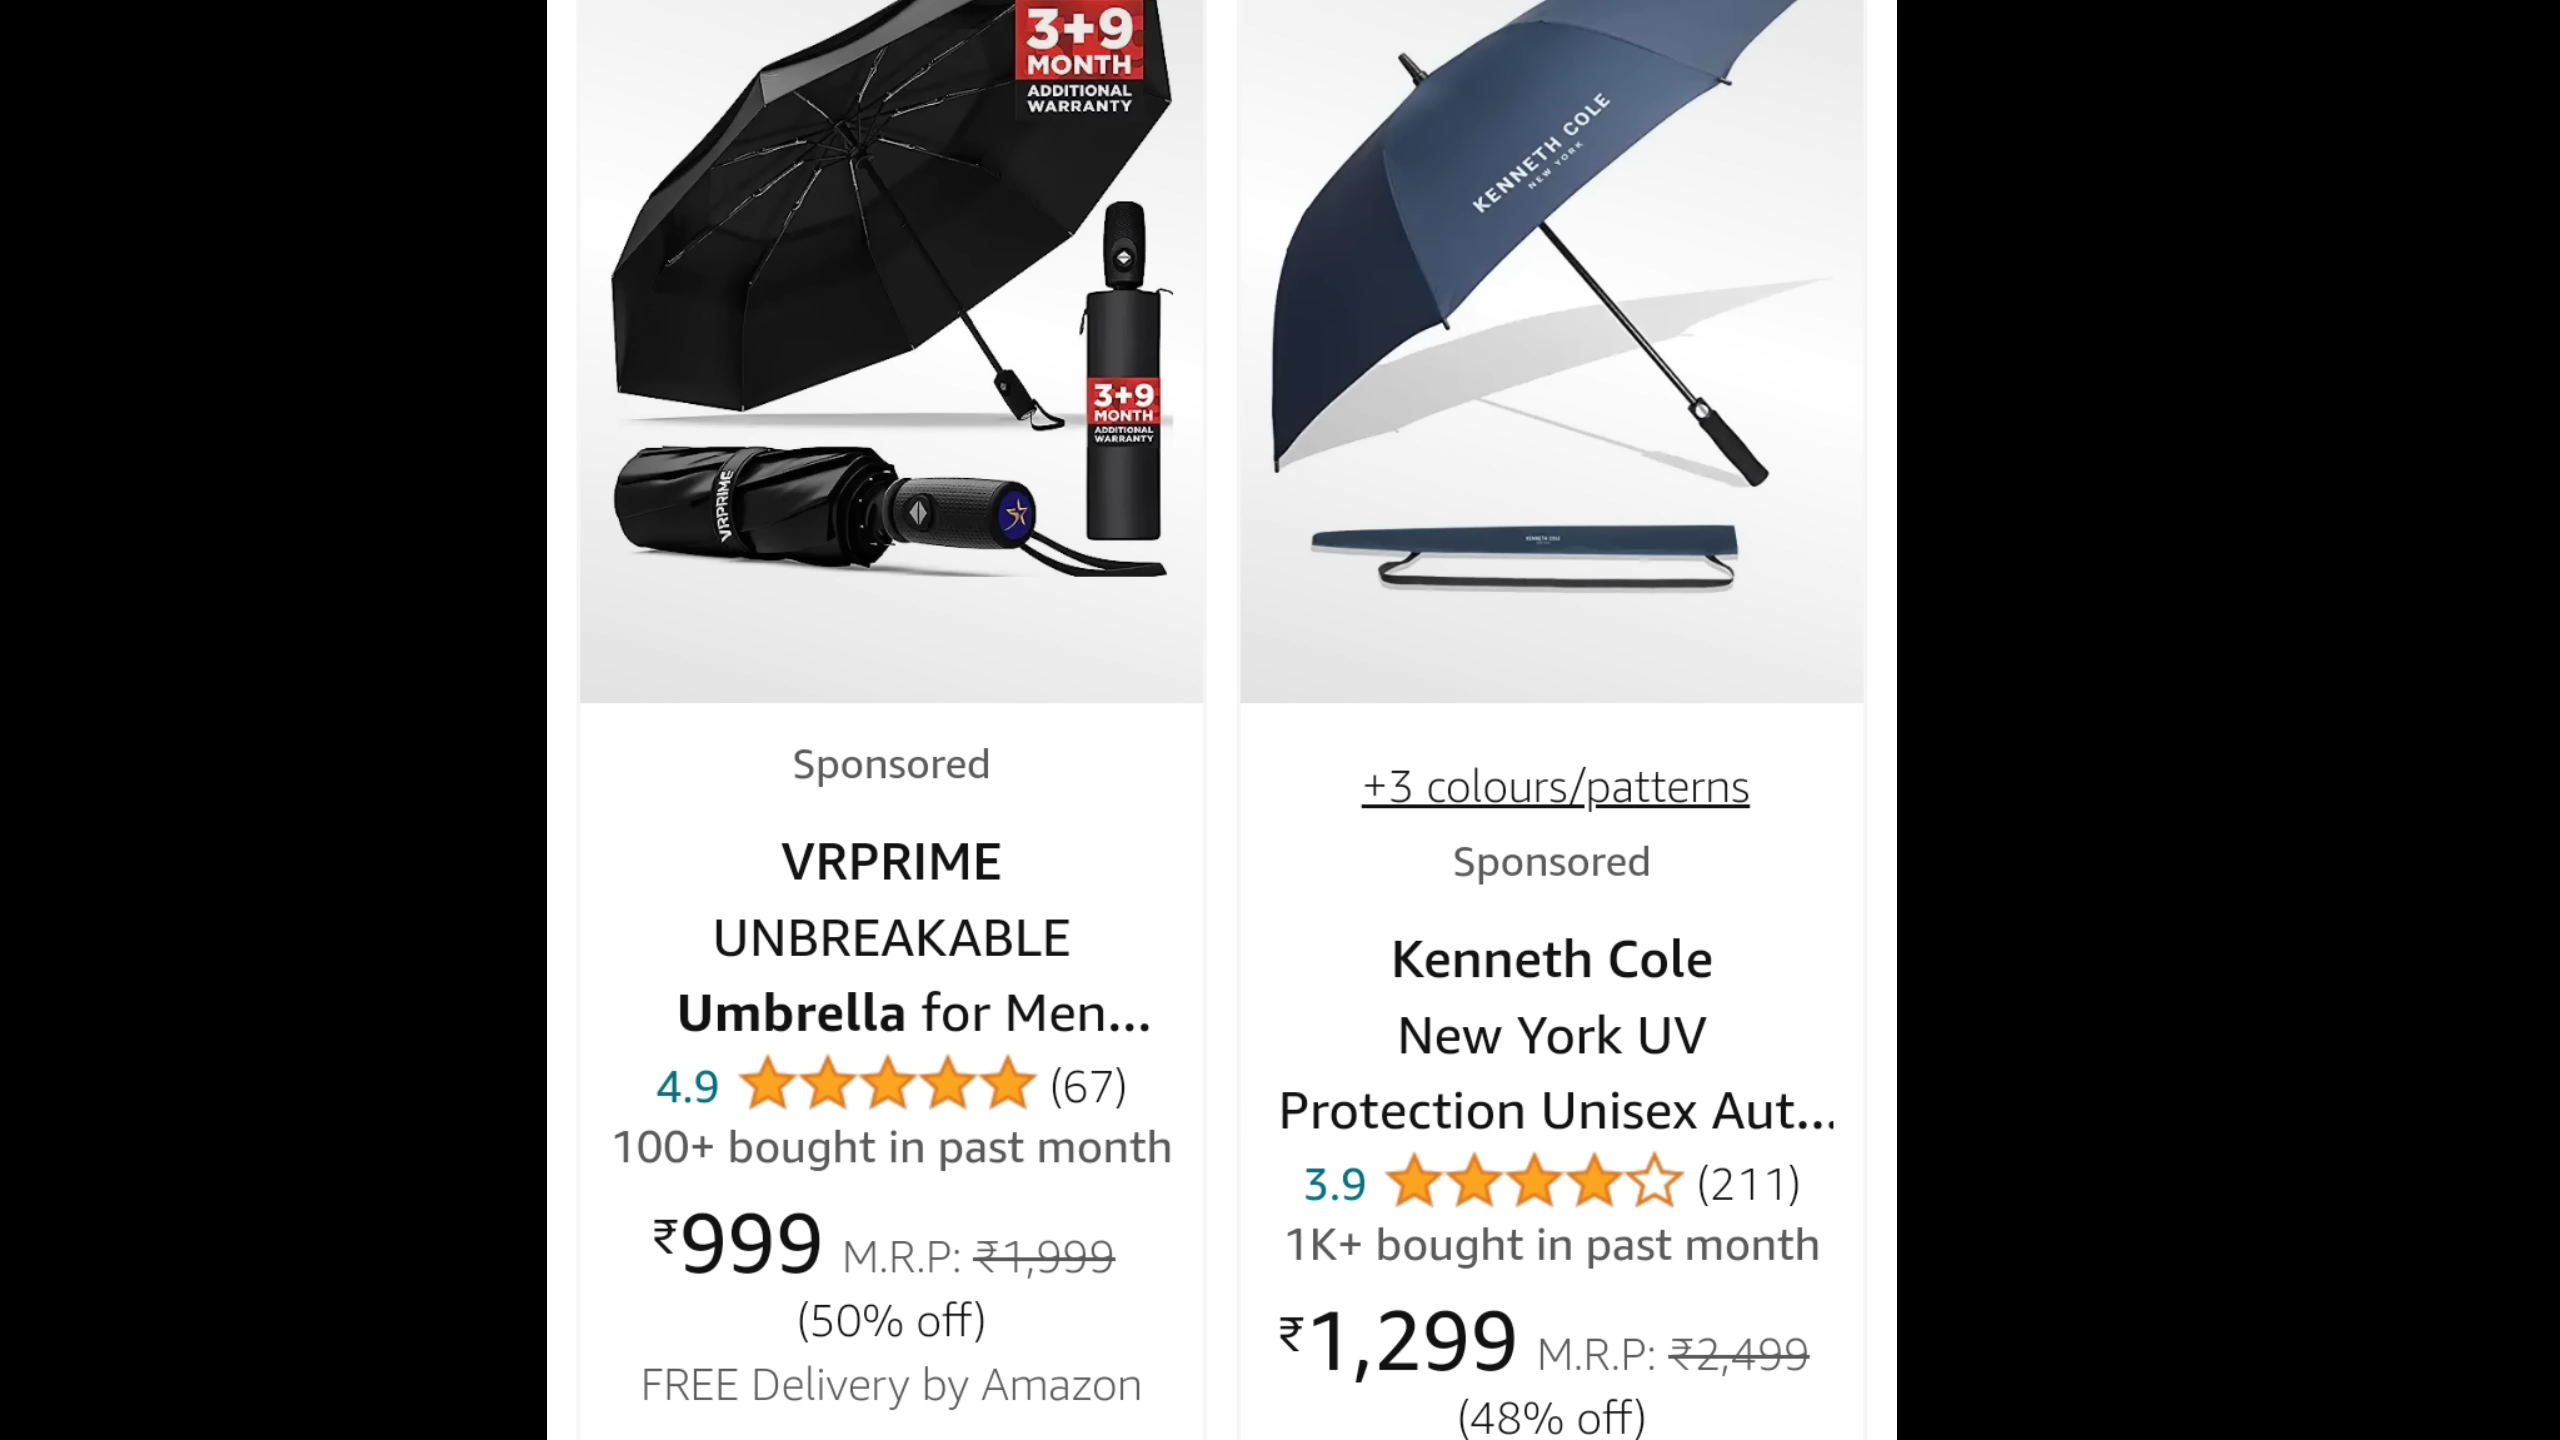 3+9
MONTH
ADDITIONAL
WARRANTY
3+9
MONTH
ADDITIONAL
WARRANTY
VRPRIME
Sponsored
VRPRIME
UNBREAKABLE
Umbrella for Men...
4.9 (67)
100+ bought in past month
₹999 M.R.P: ₹1,999
(50% off)
FREE Delivery by Amazon
KENNETH COLE
NEW YORK
KENNETH COLE
+3 colours/patterns
Sponsored
Kenneth Cole
New York UV
Protection Unisex Aut...
3.9 (211)
1K+ bought in past month
₹1,299 M.R.P: ₹2,499
(48% off)